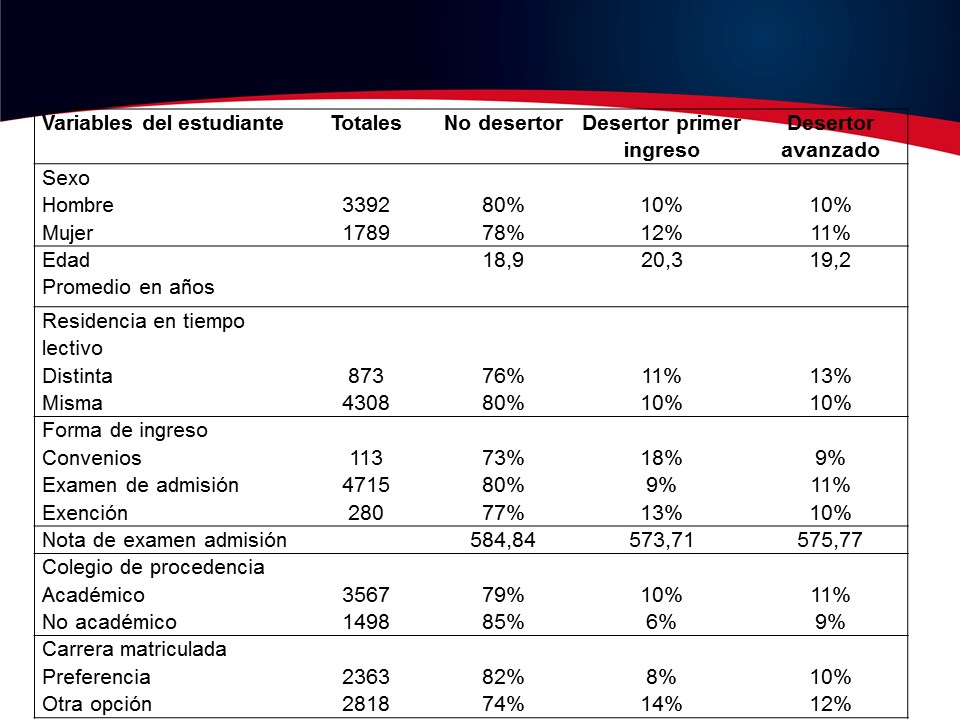 Variables del estudiante Totales No desertor Desertor primer ingreso Desertor avanzado
Sexo
Hombre 3392 80% 10% 10%
Mujer 1789 78% 12% 11%
Edad 18,9 20,3 19,2
Promedio en años
Residencia en tiempo
lectivo
Distinta 873 76% 11% 13%
Misma 4308 80% 10% 10%
Forma de ingreso
Convenios 113 73% 18% 9%
Examen de admisión 4715 80% 9% 11%
Exención 280 77% 13% 10%
Nota de examen admisión 584,84 573,71 575,77
Colegio de procedencia
Académico 3567 79% 10% 11%
No académico 1498 85% 6% 9%
Carrera matriculada
Preferencia 2363 82% 8% 10%
Otra opción 2818 74% 14% 12%